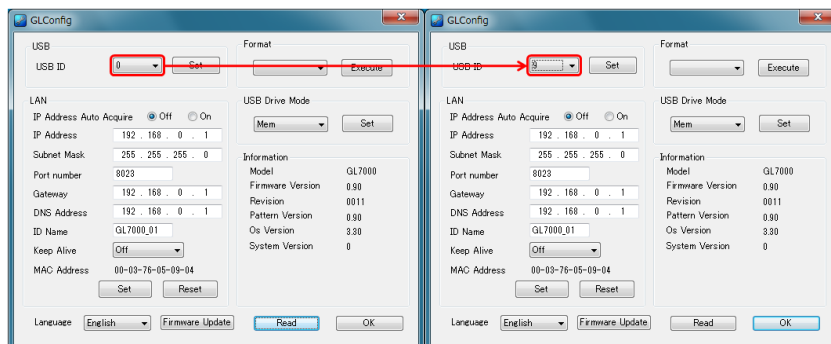 GLConfig
USB
USB ID 0 Set
Format
Execute
LAN
IP Address Auto Acquire Off On
IP Address 192 . 168 . 0 . 1
Subnet Mask 255 . 255 . 255 . 0
Port number 8023
Gateway 192 . 168 . 0 . 1
DNS Address 192 . 168 . 0 . 1
ID Name GL7000_01
Keep Alive Off
MAC Address 00-03-76-05-09-04
Set Reset
USB Drive Mode
Mem Set
Information
Model GL7000
Firmware Version 0.90
Revision 0011
Pattern Version 0.90
Os Version 3.30
System Version 0
Language English Firmware Update Read OK
GLConfig
USB
USB ID 9 Set
Format
Execute
LAN
IP Address Auto Acquire Off On
IP Address 192 . 168 . 0 . 1
Subnet Mask 255 . 255 . 255 . 0
Port number 8023
Gateway 192 . 168 . 0 . 1
DNS Address 192 . 168 . 0 . 1
ID Name GL7000_01
Keep Alive Off
MAC Address 00-03-76-05-09-04
Set Reset
USB Drive Mode
Mem Set
Information
Model GL7000
Firmware Version 0.90
Revision 0011
Pattern Version 0.90
Os Version 3.30
System Version 0
Language English Firmware Update Read OK